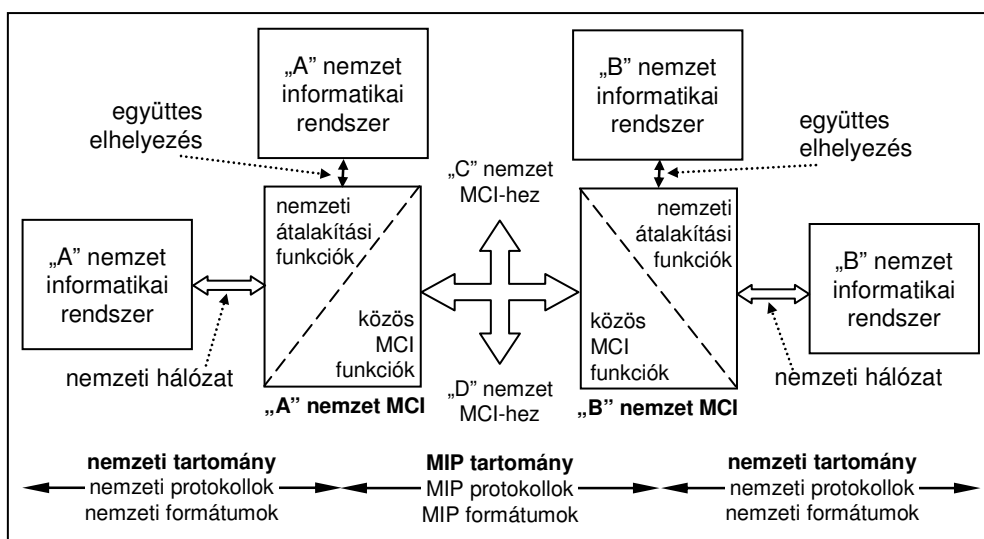 „A” nemzet
informatikai
rendszer
„B” nemzet
informatikai
rendszer
együttes
elhelyezés
együttes
elhelyezés
„C” nemzet
MCI-hez
nemzeti
átalakítási
funkciók
nemzeti
átalakítási
funkciók
„A” nemzet
informatikai
rendszer
„B” nemzet
informatikai
rendszer
közös
MCI
funkciók
közös
MCI
funkciók
nemzeti hálózat
nemzeti hálózat
„D” nemzet
MCI-hez
„A” nemzet MCI
„B” nemzet MCI
nemzeti tartomány
nemzeti protokollok
nemzeti formátumok
MIP tartomány
MIP protokollok
MIP formátumok
nemzeti tartomány
nemzeti protokollok
nemzeti formátumok